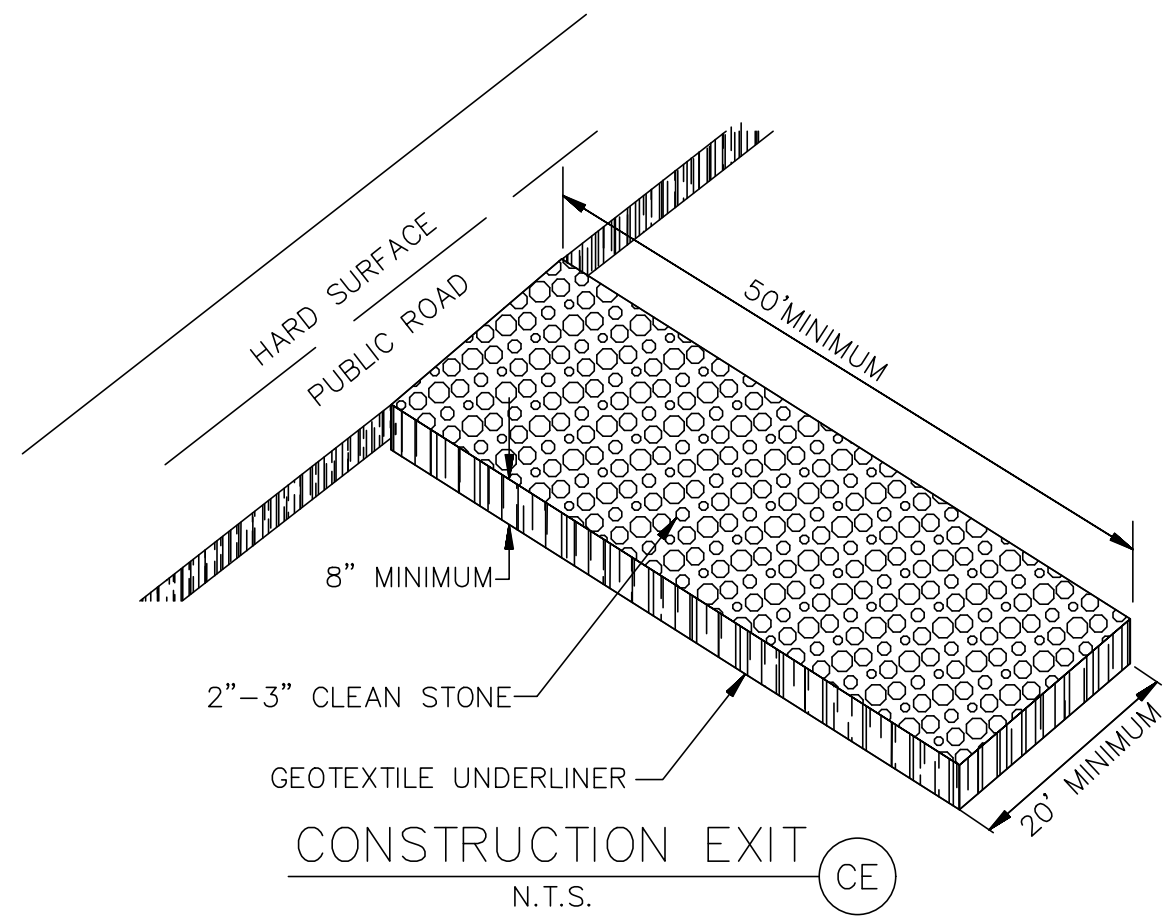 HARD SURFACE
PUBLIC ROAD
50'MINIMUM
8" MINIMUM
2"-3" CLEAN STONE
GEOTEXTILE UNDERLINER
20' MINIMUM
CONSTRUCTION EXIT
CE
N.T.S.